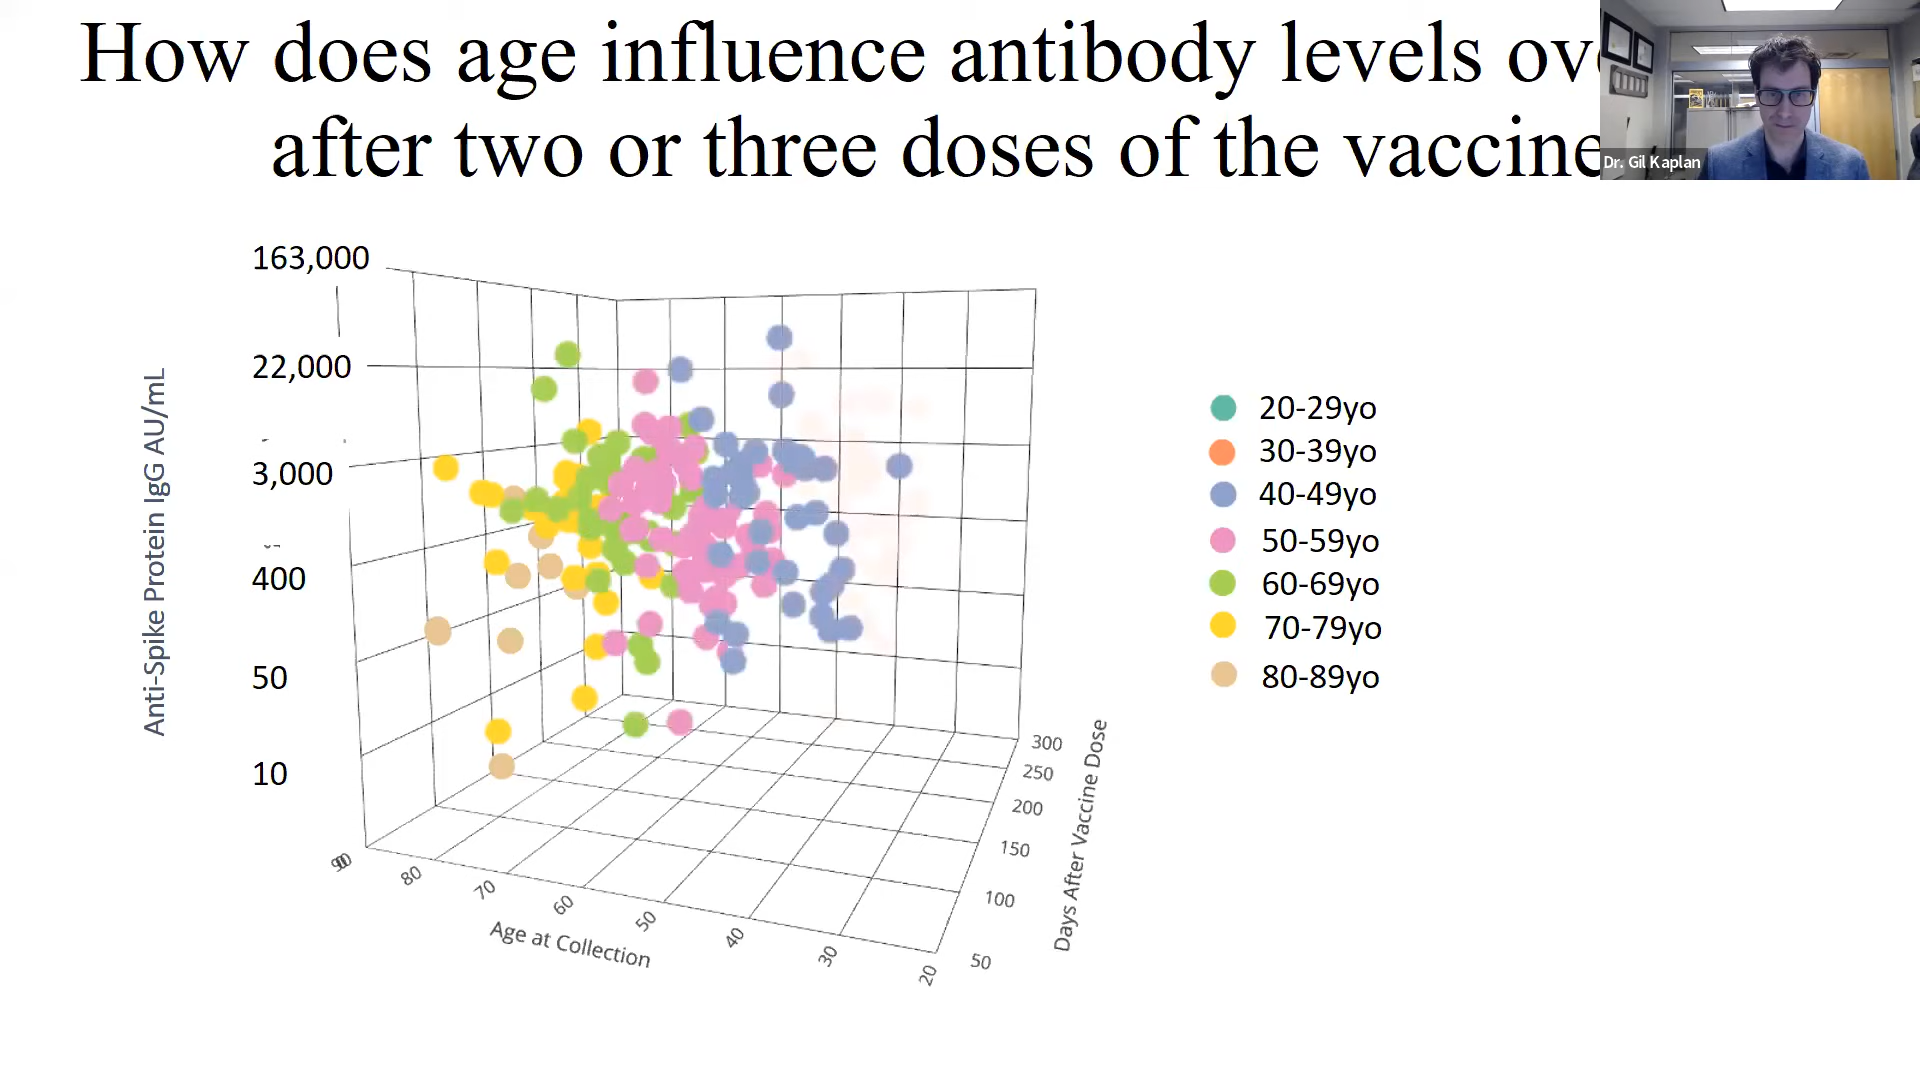 How does age influence antibody levels
after two or three doses of the vaccine
Dr. Gil Kaplan
163,000
22,000
3,000
400
50
10
Anti-Spike Protein IgG AU/mL
20-29yo
30-39yo
40-49yo
50-59yo
60-69yo
70-79yo
80-89yo
300
250
200
150
100
50
Days After Vaccine Dose
90
80
70
60
50
40
30
20
Age at Collection